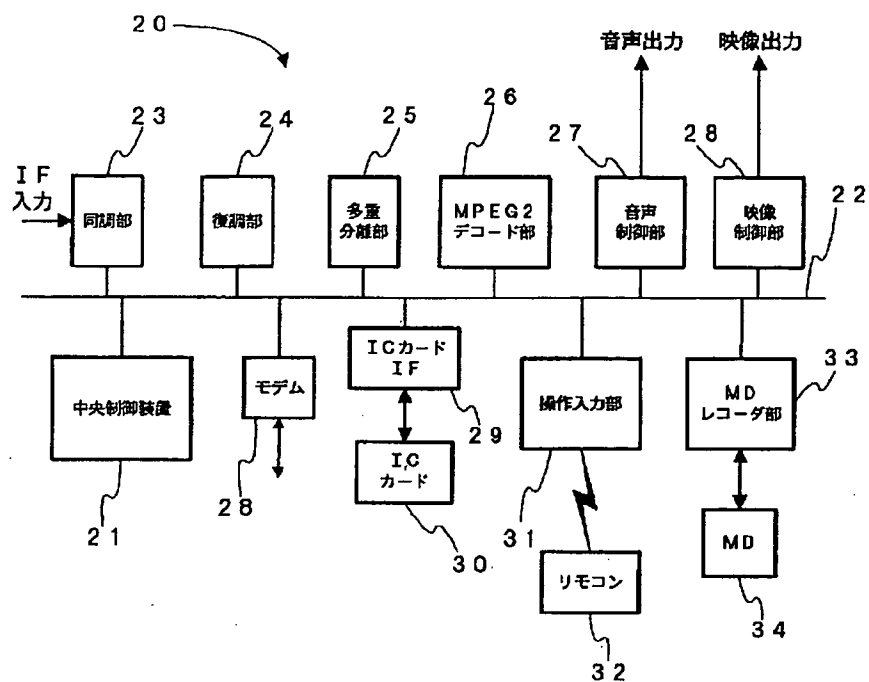 20
音声出力
映像出力
23
24
25
26
27
28
22
IF
入力
同調部
復調部
多重
分離部
MPEG2
デコード部
音声
制御部
映像
制御部
中央制御装置
21
モデム
28
ICカード
IF
29
IC
カード
30
操作入力部
31
リモコン
32
MD
レコーダ部
33
MD
34